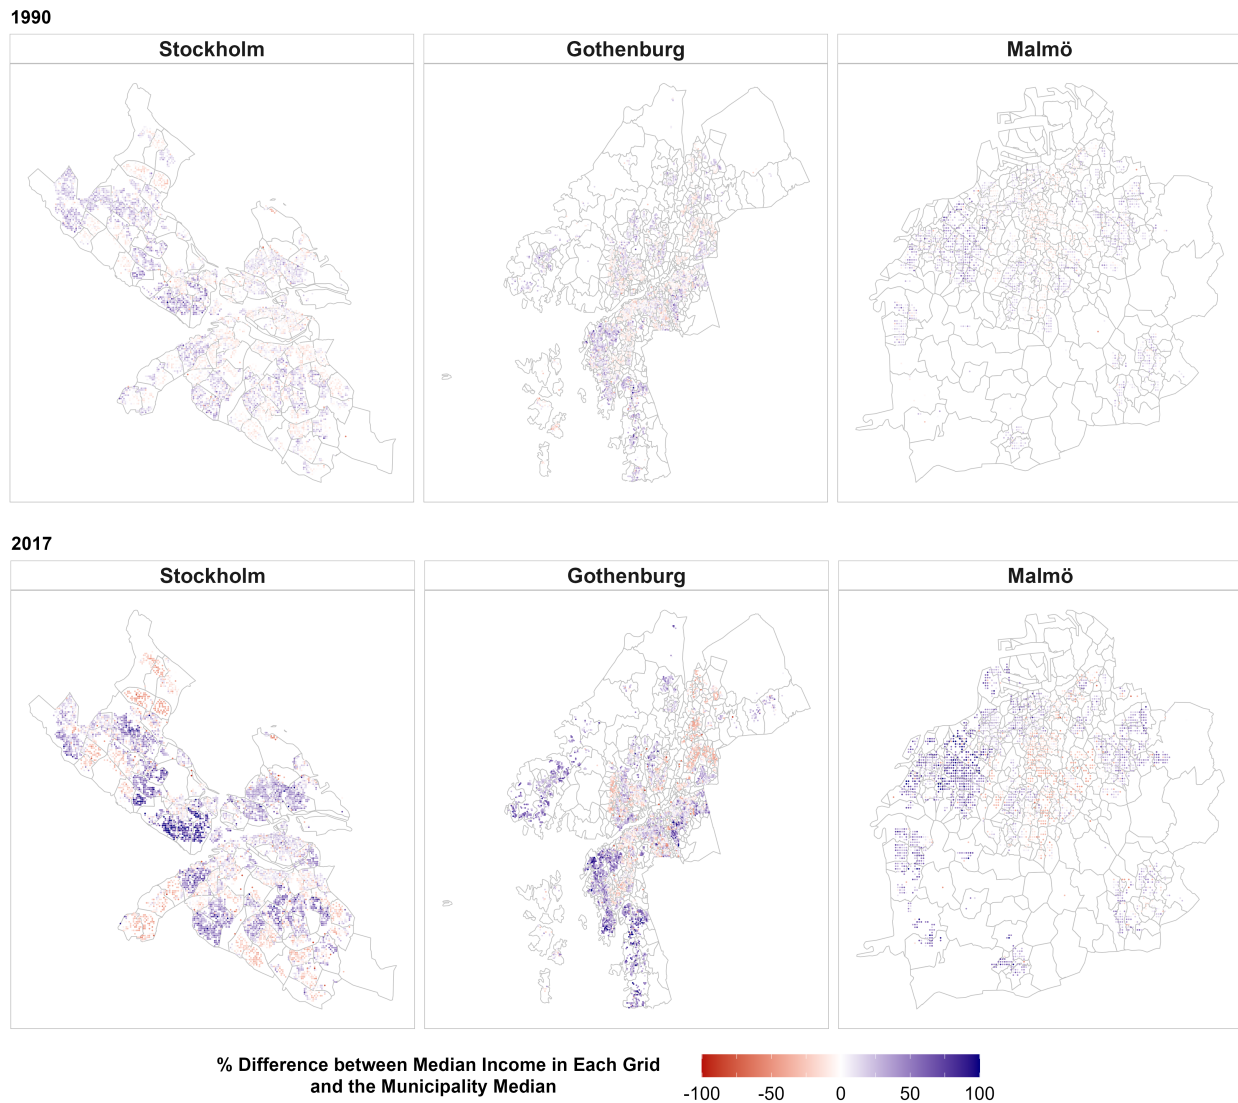 1990
Stockholm
Gothenburg
Malmö
2017
Stockholm
Gothenburg
Malmö
% Difference between Median Income in Each Grid
and the Municipality Median
-100 -50 0 50 100